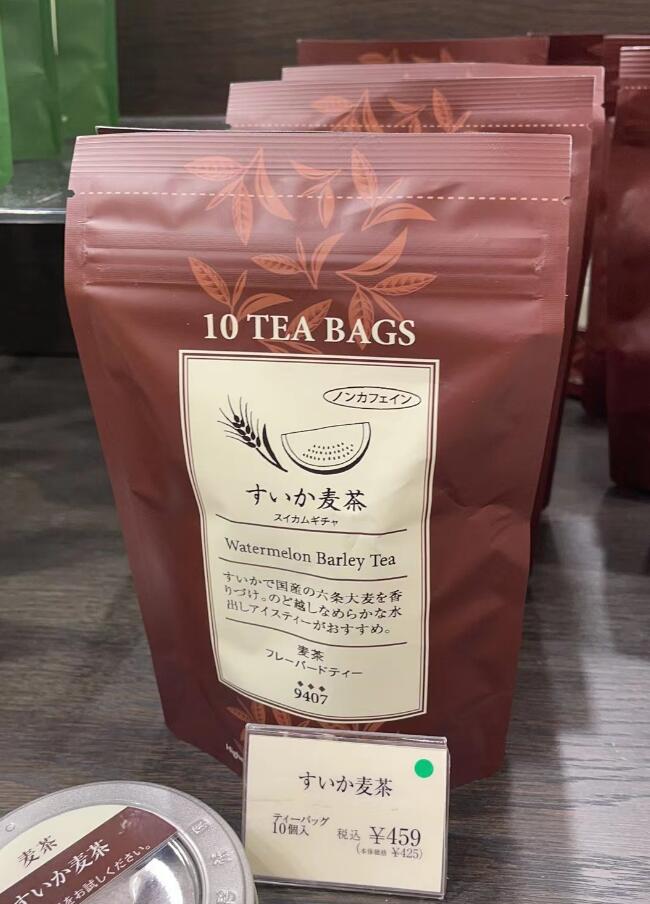 10 TEA BAGS
ノンカフェイン
すいか麦茶
スイカムギチャ
Watermelon Barley Tea
すいかで国産の六条大麦を香
りづけ。のど越しなめらかな水
出しアイスティーがおすすめ。
麦茶
フレーバードティー
9407
すいか麦茶
ティーバッグ
10個入
税込 ¥459
(本体価格 ¥425)
麦茶
すいか麦茶
をお試しください。